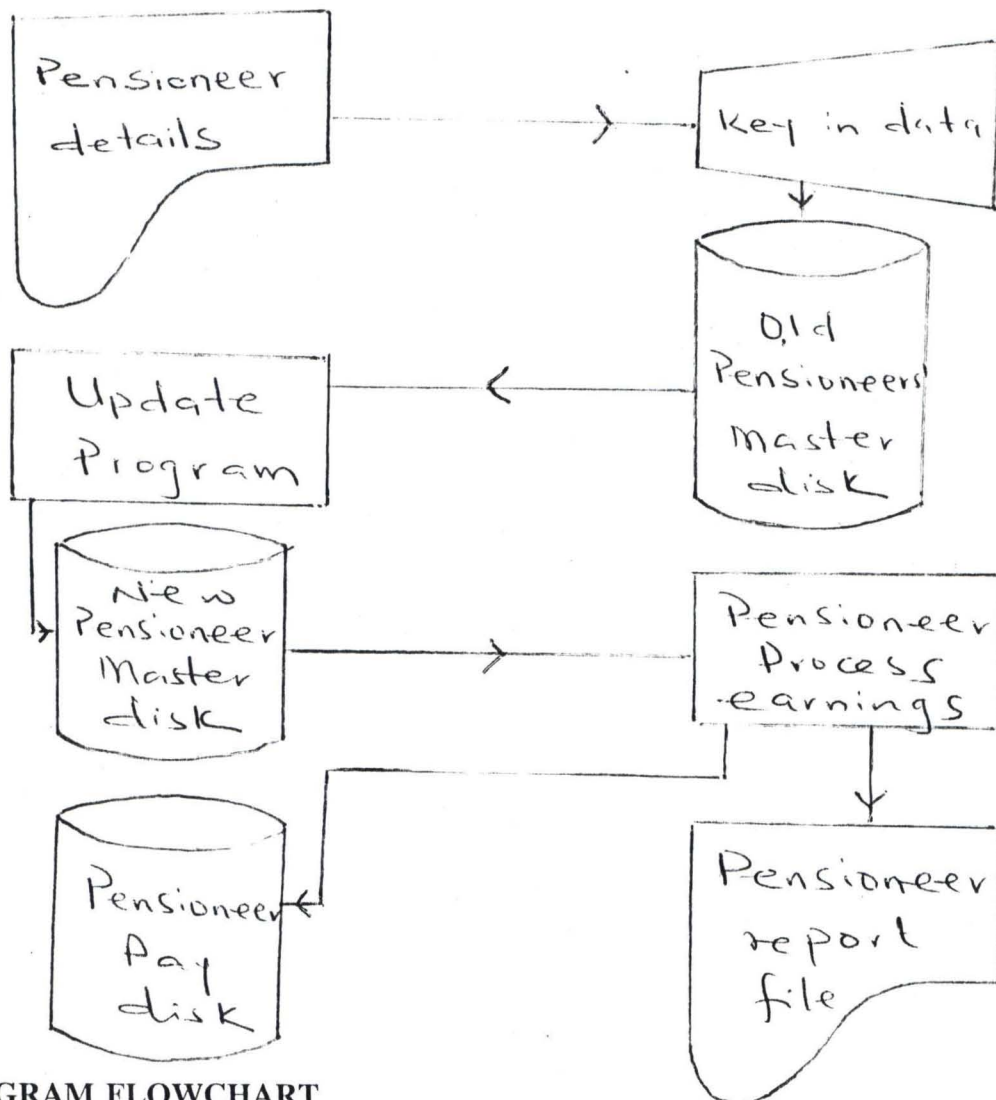 Pensioneer
details
Key in data
Old
Pensioneers'
Master
disk
Update
Program
New
Pensioneer
Master
disk
Pensioneer
Process
earnings
Pensioneer
Pay
disk
Pensioneer
report
file
GRAM FLOWCHART